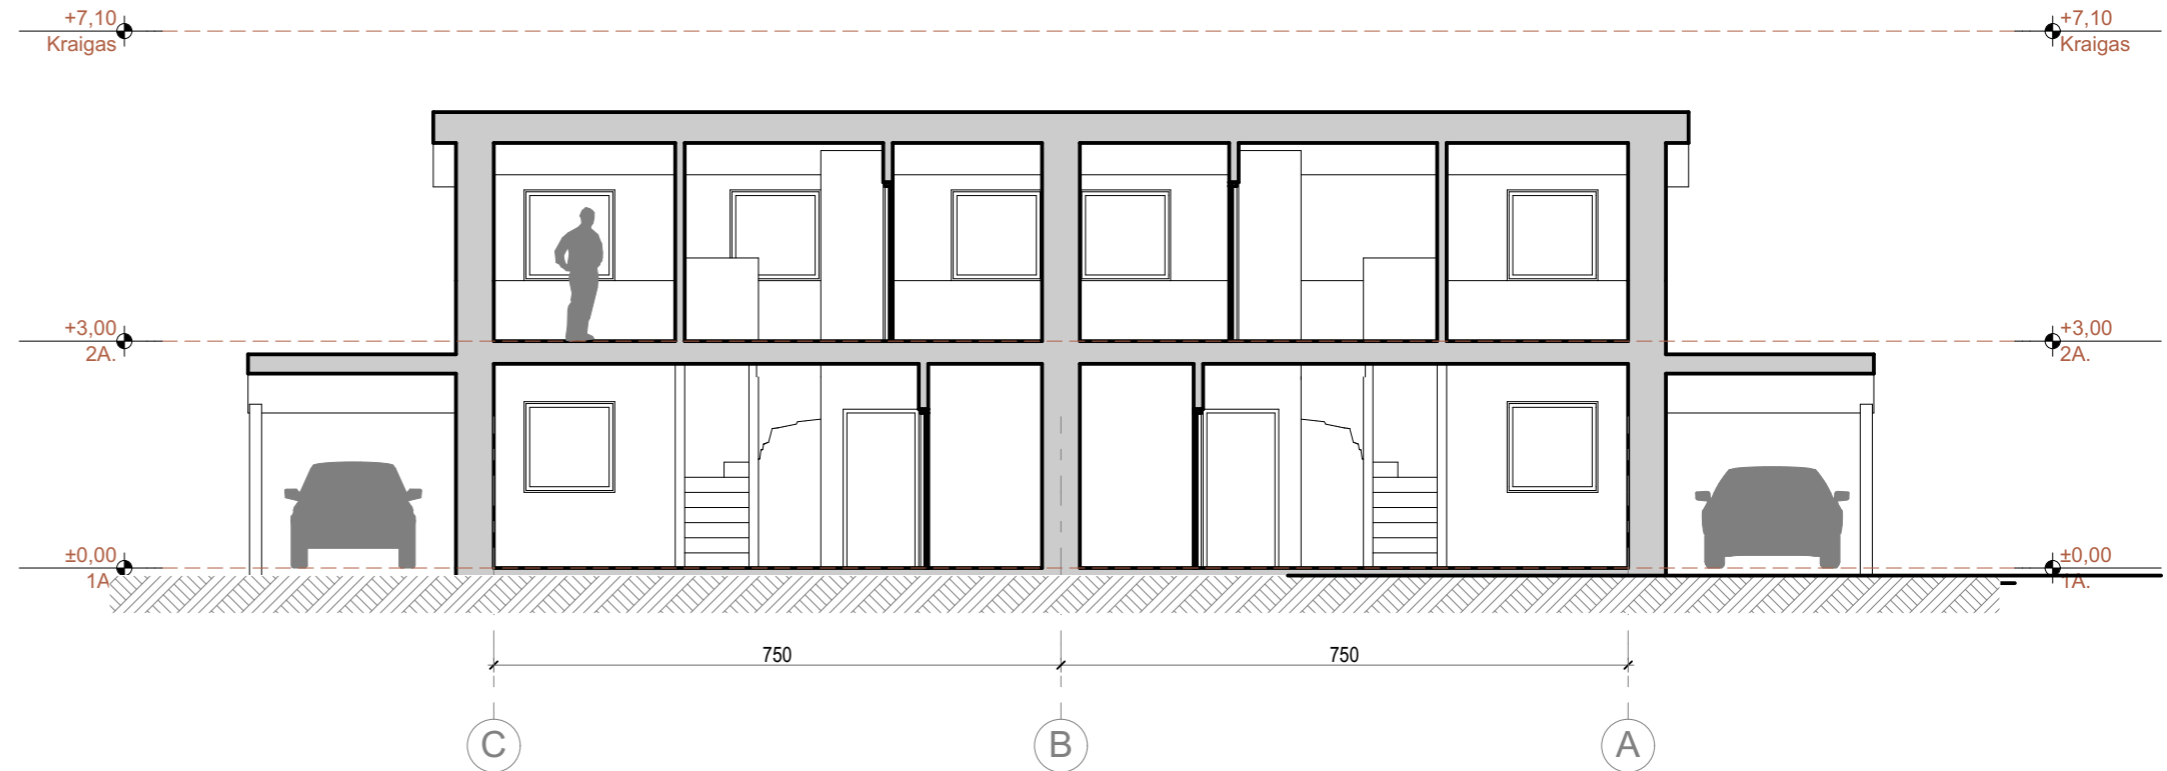 +7,10
Kraigas
+7,10
Kraigas
+3,00
2A.
+3,00
2A.
±0,00
1A.
±0,00
1A.
750
750
C
B
A